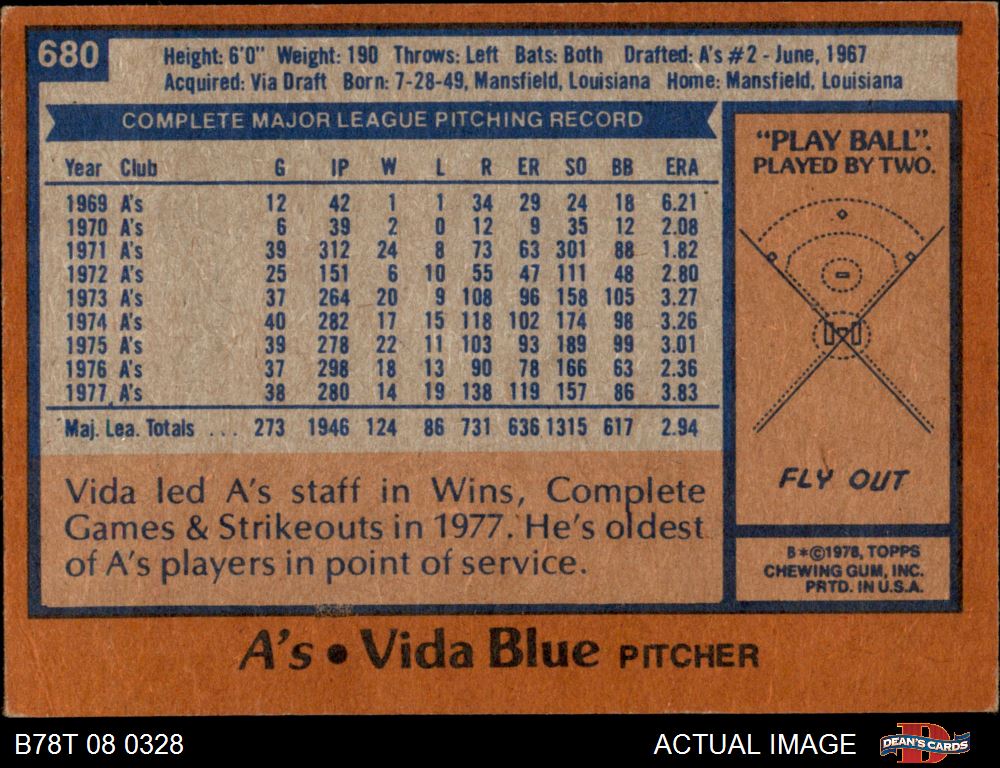 680
Height: 6'0" Weight: 190 Throws: Left Bats: Both Drafted: A's #2 - June, 1967
Acquired: Via Draft Born: 7-28-49, Mansfield, Louisiana Home: Mansfield, Louisiana
COMPLETE MAJOR LEAGUE PITCHING RECORD
Year Club G IP W L R ER SO BB ERA
1969 A's 12 42 1 1 34 29 24 18 6.21
1970 A's 6 39 2 0 12 9 35 12 2.08
1971 A's 39 312 24 8 73 63 301 88 1.82
1972 A's 25 151 6 10 55 47 111 48 2.80
1973 A's 37 264 20 9 108 96 158 105 3.27
1974 A's 40 282 17 15 118 102 174 98 3.26
1975 A's 39 278 22 11 103 93 189 99 3.01
1976 A's 37 298 18 13 90 78 166 63 2.36
1977 A's 38 280 14 19 138 119 157 86 3.83
Maj. Lea. Totals ... 273 1946 124 86 731 636 1315 617 2.94
Vida led A's staff in Wins, Complete
Games & Strikeouts in 1977. He's oldest
of A's players in point of service.
"PLAY BALL".
PLAYED BY TWO.
FLY OUT
B*©1978, TOPPS
CHEWING GUM, INC.
PRTD. IN U.S.A.
A's • Vida Blue PITCHER
B78T 08 0328
ACTUAL IMAGE
DEAN'S CARDS